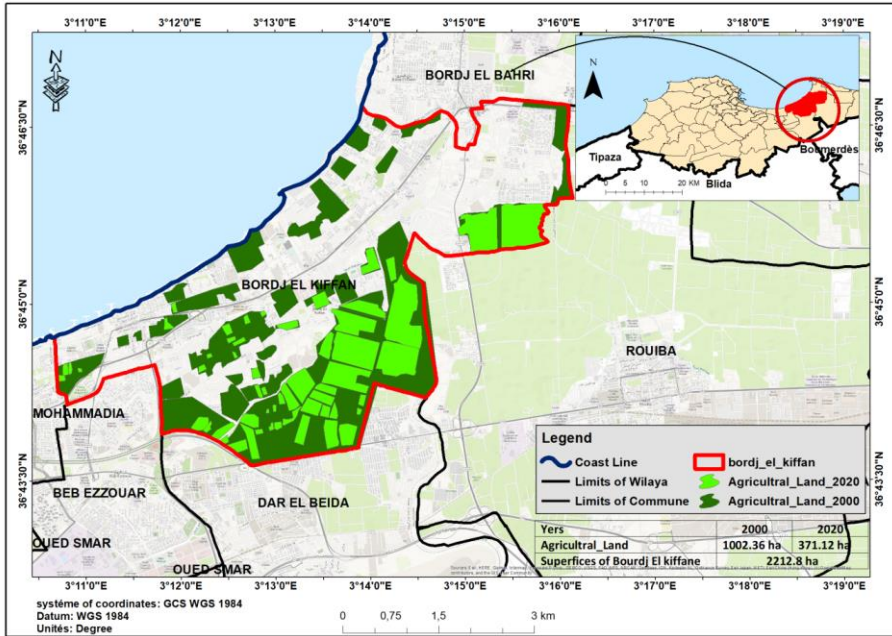 3°11'0"E 3°12'0"E 3°13'0"E 3°14'0"E 3°15'0"E 3°16'0"E 3°17'0"E 3°18'0"E 3°19'0"E
N
BORDJ EL BAHRI
N
Boumerdès
Tipaza
Blida
0 5 10 20 KM
36°46'30"N
36°46'30"N
BORDJ EL KIFFAN
36°45'0"N
36°45'0"N
ROUIBA
MOHAMMADIA
BEB EZZOUAR
DAR EL BEIDA
OUED SMAR
OUED SMAR
36°43'30"N
36°43'30"N
Legend
Coast Line
bordj_el_kiffan
Limits of Wilaya
Agricultral_Land_2020
Limits of Commune
Agricultral_Land_2000
Yers 2000 2020
Agricultral_Land 1002.36 ha 371.12 ha
Superfices of Bourdj El kiffane 2212.8 ha
3°11'0"E 3°12'0"E 3°13'0"E 3°14'0"E 3°15'0"E 3°16'0"E 3°17'0"E 3°18'0"E 3°19'0"E
systéme of coordinates: GCS WGS 1984
Datum: WGS 1984
Unités: Degree
0 0,75 1,5 3 km